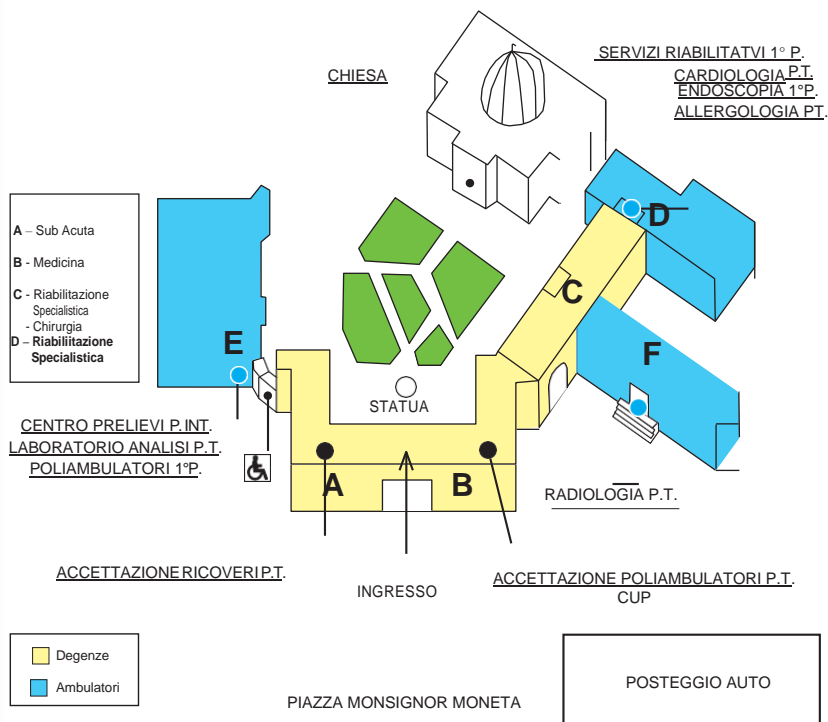 CHIESA
SERVIZI RIABILITATVI 1° P.
CARDIOLOGIA P.T.
ENDOSCOPIA 1°P.
ALLERGOLOGIA PT.
A – Sub Acuta
B - Medicina
C - Riabilitazione
Specialistica
- Chirurgia
D – Riabiliitazione
Specialistica
D
C
E
F
STATUA
CENTRO PRELIEVI P.INT.
LABORATORIO ANALISI P.T.
POLIAMBULATORI 1°P.
A
B
RADIOLOGIA P.T.
ACCETTAZIONE RICOVERI P.T.
INGRESSO
ACCETTAZIONE POLIAMBULATORI P.T.
CUP
Degenze
Ambulatori
PIAZZA MONSIGNOR MONETA
POSTEGGIO AUTO